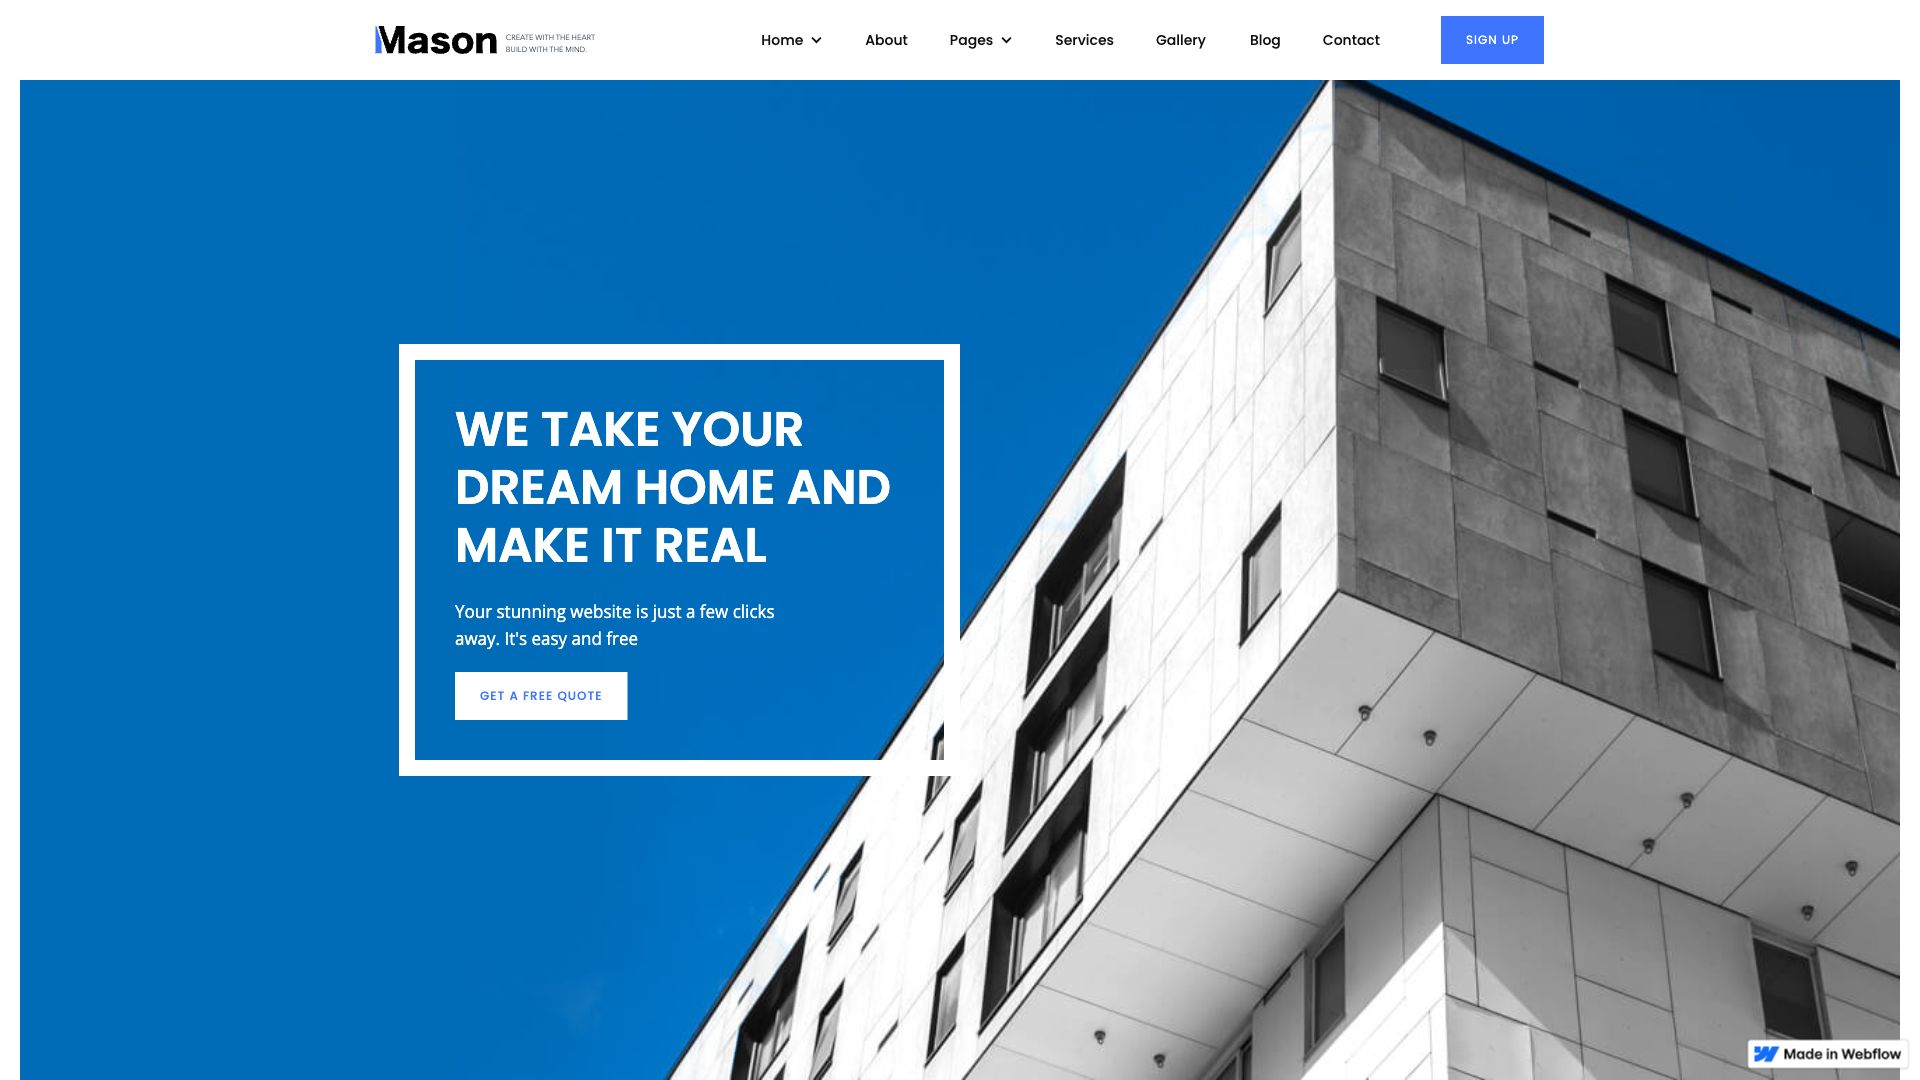 Mason
CREATE WITH THE HEART
BUILD WITH THE MIND.
Home
About
Pages
Services
Gallery
Blog
Contact
SIGN UP
WE TAKE YOUR
DREAM HOME AND
MAKE IT REAL
Your stunning website is just a few clicks
away. It's easy and free
GET A FREE QUOTE
Made in Webflow